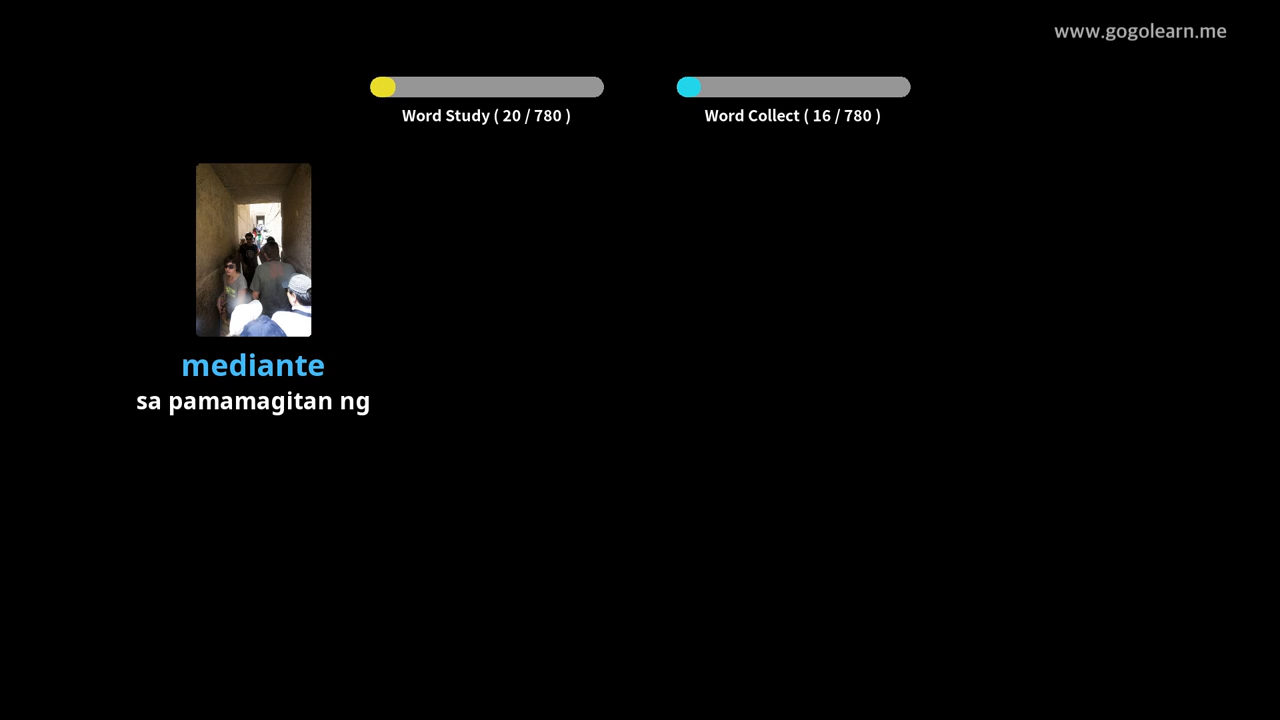 www.gogolearn.me
Word Study ( 20 / 780 )
Word Collect ( 16 / 780 )
mediante
sa pamamagitan ng